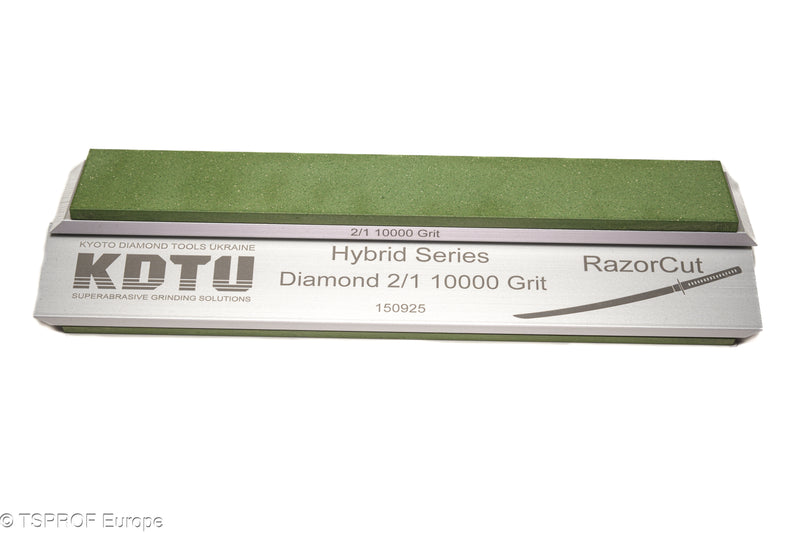 2/1 10000 Grit
KYOTO DIAMOND TOOLS UKRAINE
KDTU
SUPERABRASIVE GRINDING SOLUTIONS
Hybrid Series
Diamond 2/1 10000 Grit
150925
RazorCut
© TSPROF Europe